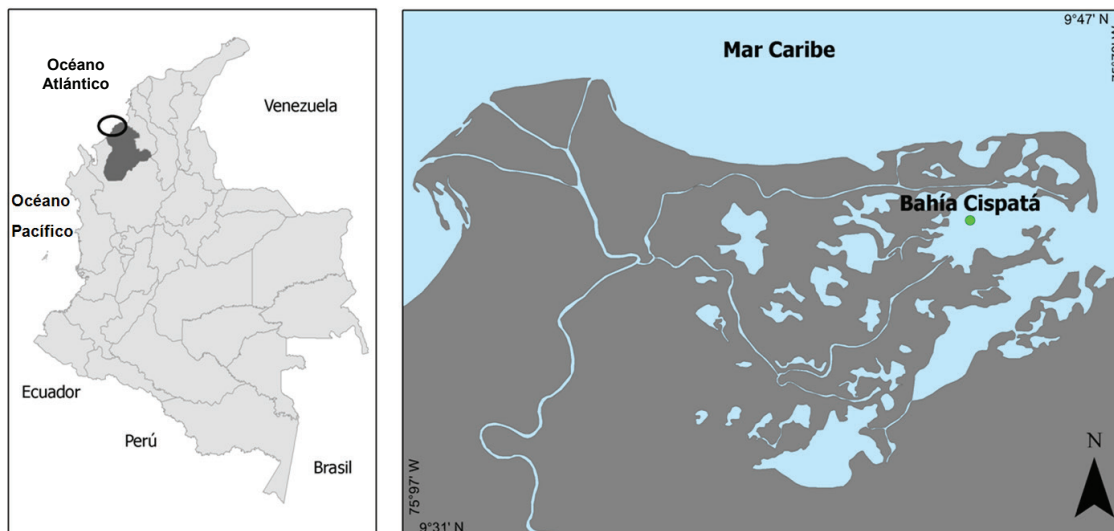 Océano
Atlántico
Venezuela
Océano
Pacífico
Ecuador
Perú
Brasil
9°47' N
Mar Caribe
Bahía Cispatá
N
75°97' W
9°31' N